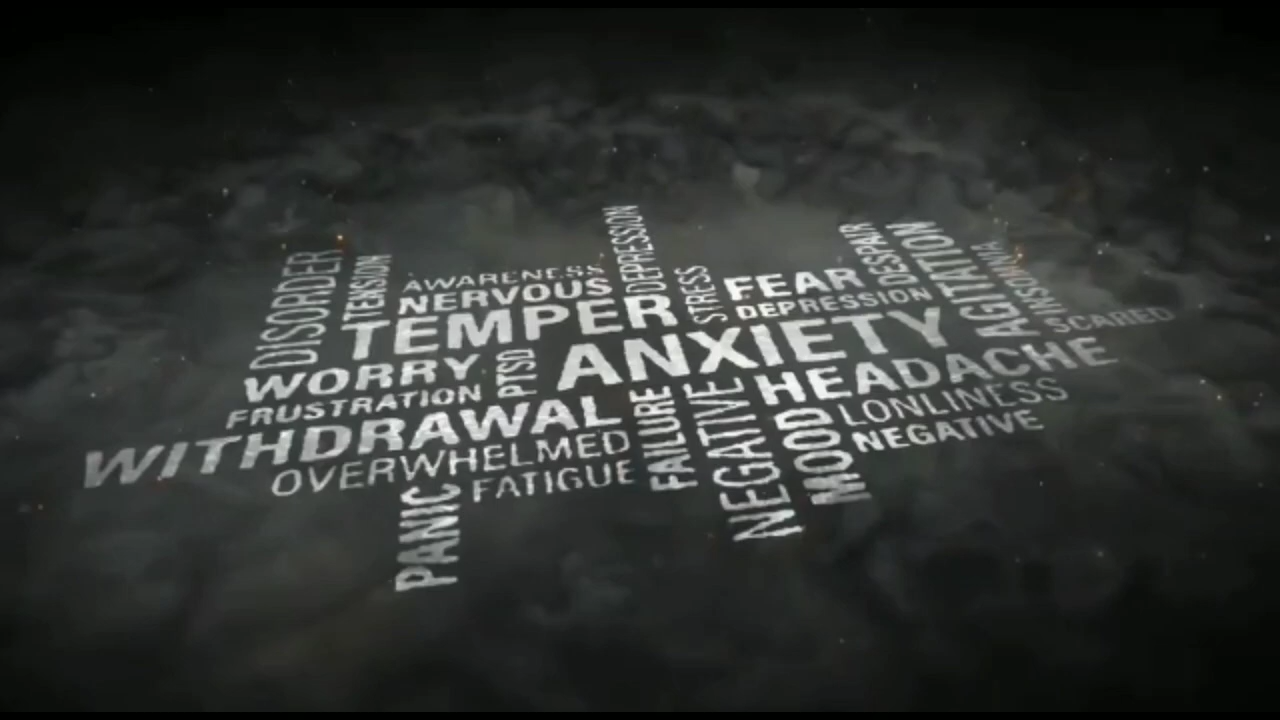 DISORDER
TENSION
AWARENESS
NERVOUS
TEMPER
DEPRESSION
STRESS
FEAR
DESPAIR
DEPRESSION
AGITATION
INSOMNIA
SCARED
WORRY
PTSD
ANXIETY
FRUSTRATION
HEADACHE
WITHDRAWAL
OVERWHELMED
FATIGUE
FAILURE
NEGATIVE
MOOD
LONLINESS
NEGATIVE
PANIC